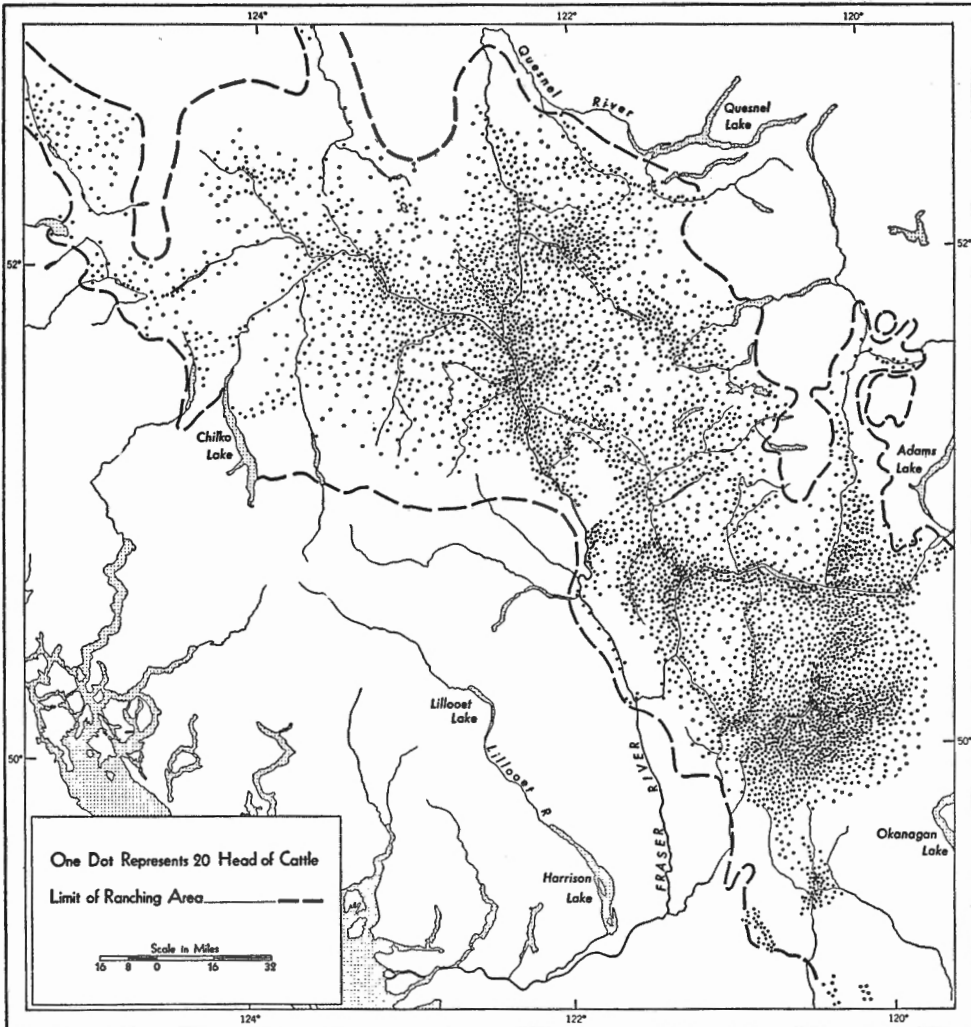 124°
122°
120°
Quesnel
River
Quesnel
Lake
52°
52°
Chilko
Lake
Adams
Lake
Lillooet
Lake
Lillooet R
FRASER RIVER
50°
50°
Okanagan
Lake
Harrison
Lake
One Dot Represents 20 Head of Cattle
Limit of Ranching Area
Scale in Miles
16 8 0 16 32
124°
122°
120°